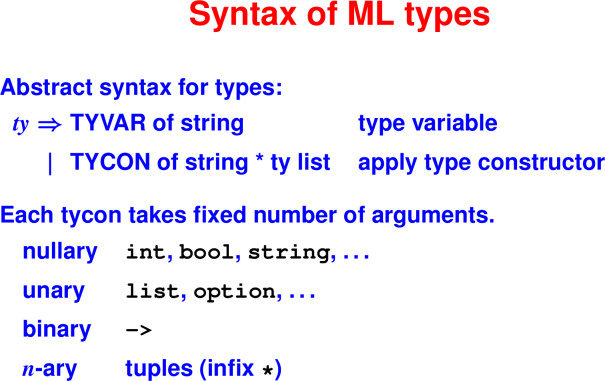 Syntax of ML types
Abstract syntax for types:
ty ⇒ TYVAR of string type variable
| TYCON of string * ty list apply type constructor
Each tycon takes fixed number of arguments.
nullary int, bool, string, ...
unary list, option, ...
binary ->
n-ary tuples (infix *)